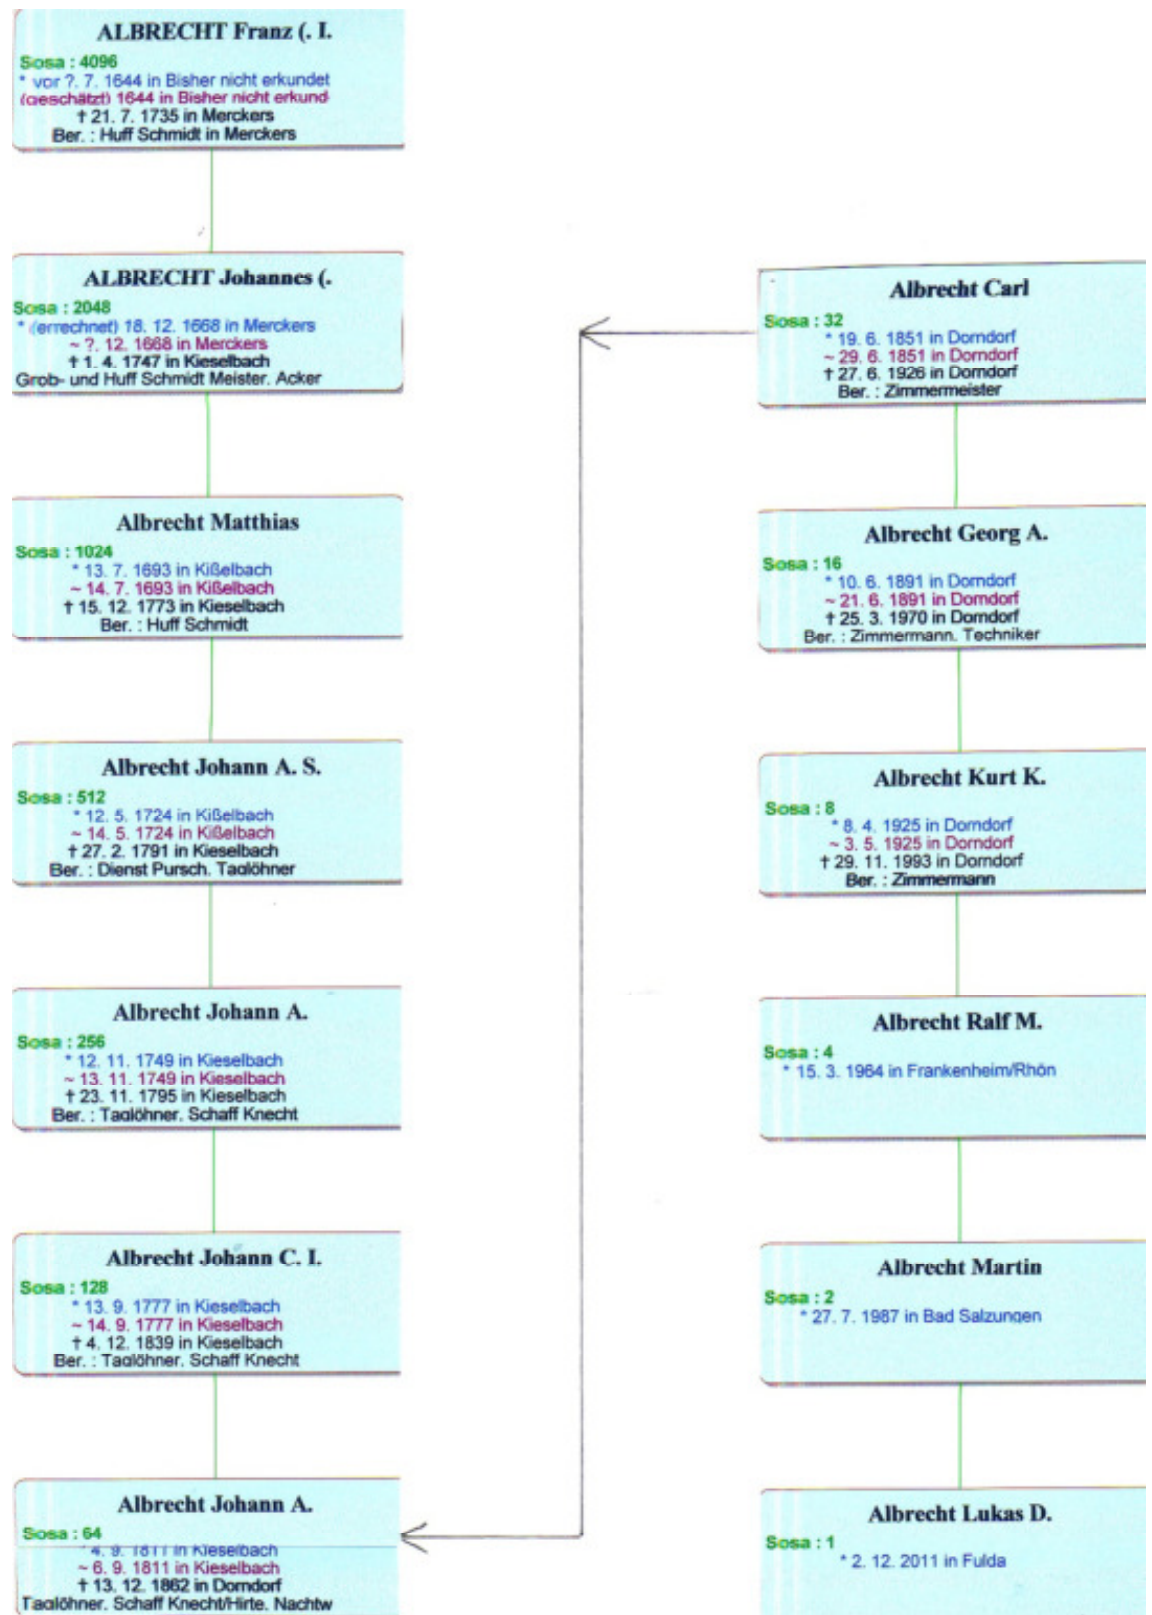 ALBRECHT Franz (. I.
Sosa : 4096
* vor ?. 7. 1644 in Bisher nicht erkundet
(geschätzt) 1644 in Bisher nicht erkund
† 21. 7. 1735 in Merckers
Ber. : Huff Schmidt in Merckers
ALBRECHT Johannes (.
Sosa : 2048
* (errechnet) 18. 12. 1668 in Merckers
~ ?. 12. 1668 in Merckers
† 1. 4. 1747 in Kieselbach
Grob- und Huff Schmidt Meister, Acker
Albrecht Matthias
Sosa : 1024
* 13. 7. 1693 in Kißelbach
~ 14. 7. 1693 in Kißelbach
† 15. 12. 1773 in Kieselbach
Ber. : Huff Schmidt
Albrecht Johann A. S.
Sosa : 512
* 12. 5. 1724 in Kißelbach
~ 14. 5. 1724 in Kißelbach
† 27. 2. 1791 in Kieselbach
Ber. : Dienst Pursch, Taglöhner
Albrecht Johann A.
Sosa : 256
* 12. 11. 1749 in Kieselbach
~ 13. 11. 1749 in Kieselbach
† 23. 11. 1795 in Kieselbach
Ber. : Taglöhner, Schaff Knecht
Albrecht Johann C. I.
Sosa : 128
* 13. 9. 1777 in Kieselbach
~ 14. 9. 1777 in Kieselbach
† 4. 12. 1839 in Kieselbach
Ber. : Taglöhner, Schaff Knecht
Albrecht Johann A.
Sosa : 64
* 4. 9. 1811 in Kieselbach
~ 6. 9. 1811 in Kieselbach
† 13. 12. 1862 in Dorndorf
Taglöhner, Schaff Knecht/Hirte, Nachtw
Albrecht Carl
Sosa : 32
* 19. 6. 1851 in Dorndorf
~ 29. 6. 1851 in Dorndorf
† 27. 6. 1926 in Dorndorf
Ber. : Zimmermeister
Albrecht Georg A.
Sosa : 16
* 10. 6. 1891 in Dorndorf
~ 21. 6. 1891 in Dorndorf
† 25. 3. 1970 in Dorndorf
Ber. : Zimmermann, Techniker
Albrecht Kurt K.
Sosa : 8
* 8. 4. 1925 in Dorndorf
~ 3. 5. 1925 in Dorndorf
† 29. 11. 1993 in Dorndorf
Ber. : Zimmermann
Albrecht Ralf M.
Sosa : 4
* 15. 3. 1964 in Frankenheim/Rhön
Albrecht Martin
Sosa : 2
* 27. 7. 1987 in Bad Salzungen
Albrecht Lukas D.
Sosa : 1
* 2. 12. 2011 in Fulda